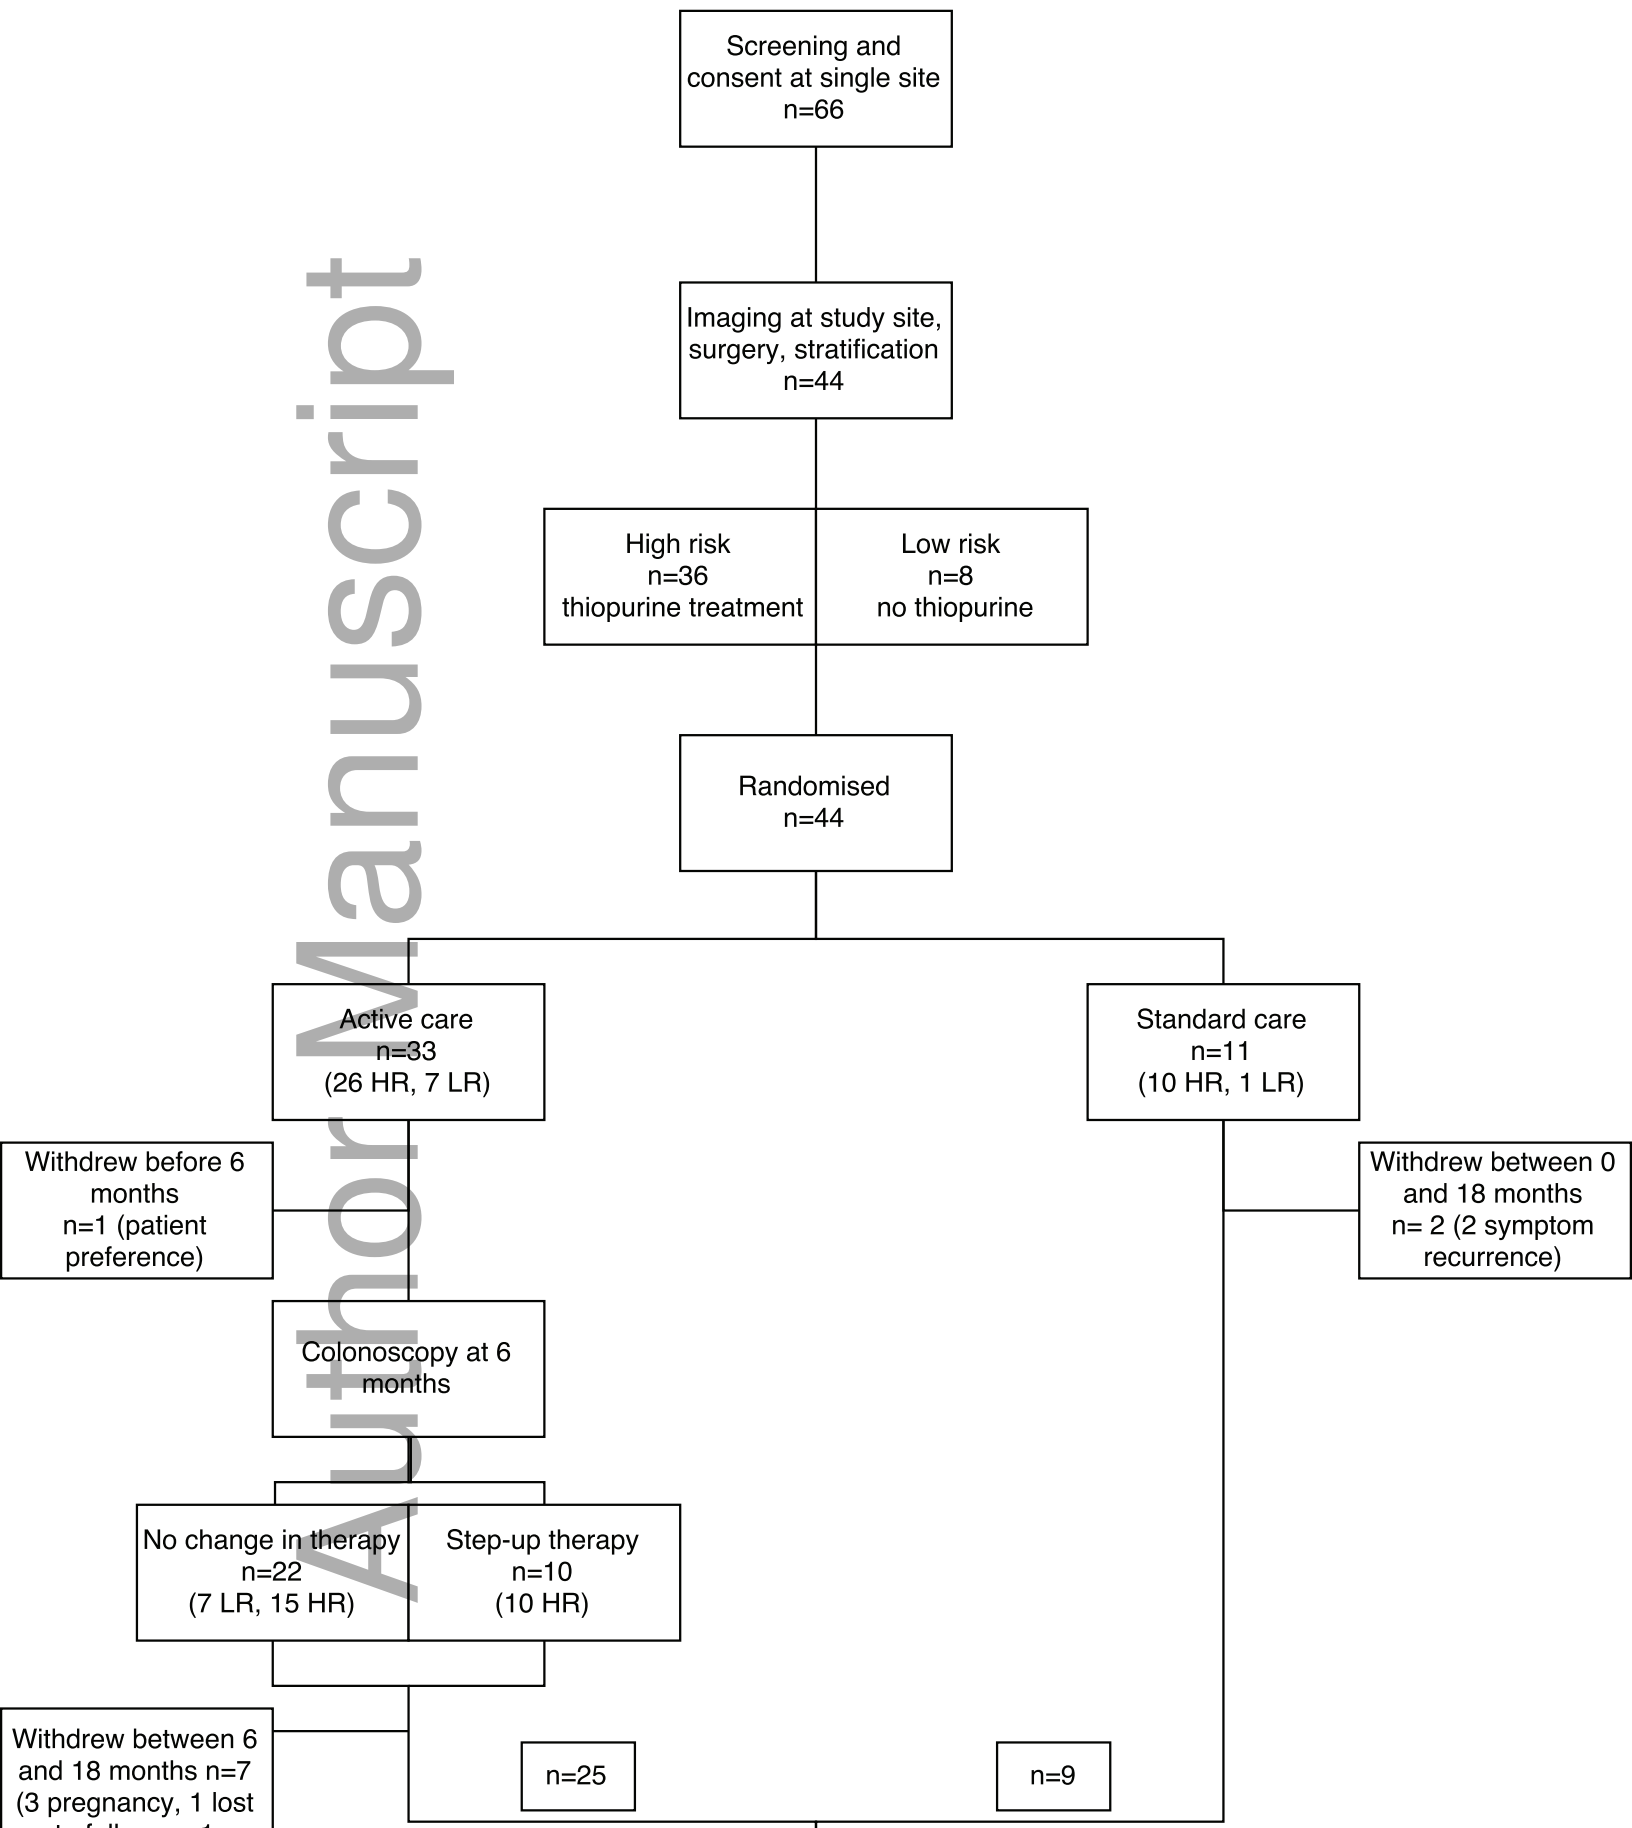 Screening and
consent at single site
n=66
Imaging at study site,
surgery, stratification
n=44
High risk
n=36
thiopurine treatment
Low risk
n=8
no thiopurine
Randomised
n=44
Active care
n=33
(26 HR, 7 LR)
Standard care
n=11
(10 HR, 1 LR)
Withdrew before 6
months
n=1 (patient
preference)
Withdrew between 0
and 18 months
n= 2 (2 symptom
recurrence)
Colonoscopy at 6
months
No change in therapy
n=22
(7 LR, 15 HR)
Step-up therapy
n=10
(10 HR)
Withdrew between 6
and 18 months n=7
(3 pregnancy, 1 lost
n=25
n=9
Author Manuscript